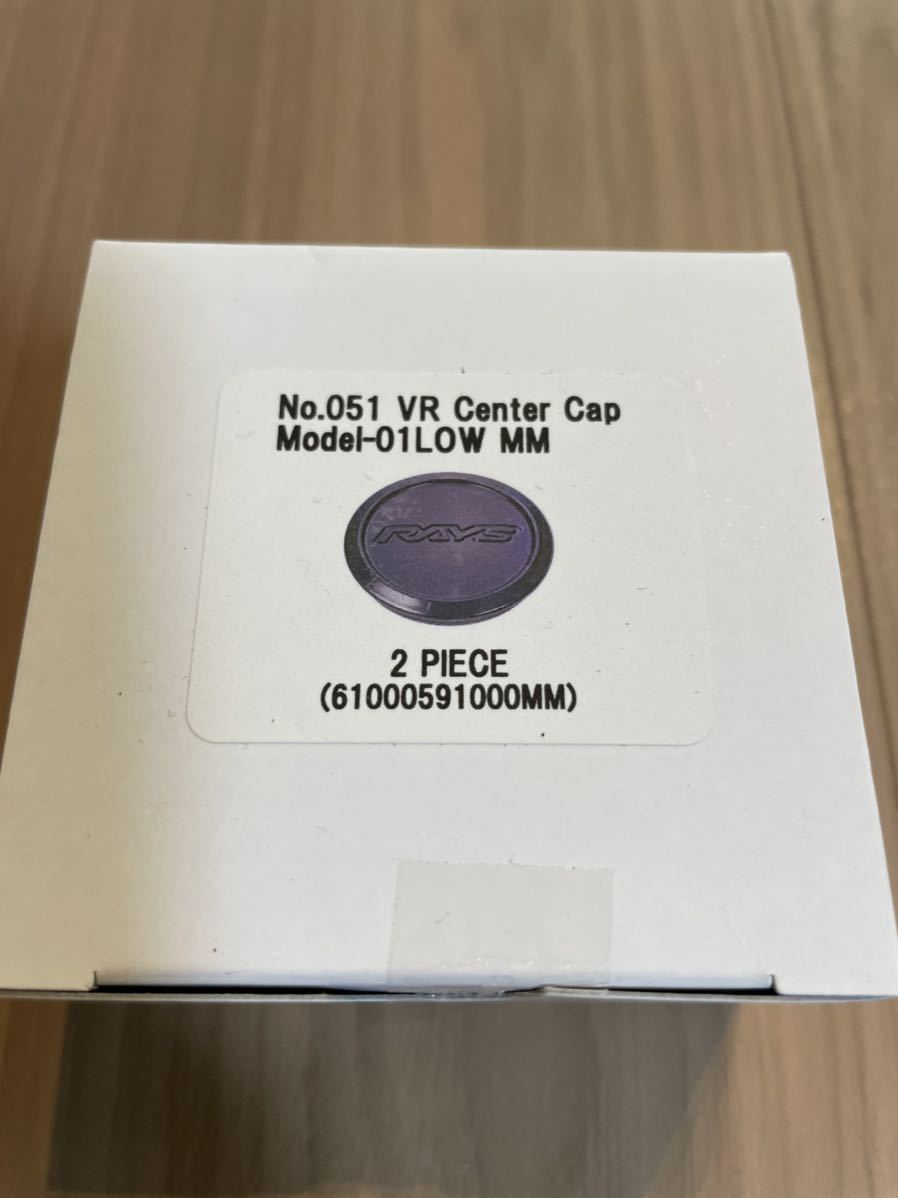 No.051 VR Center Cap
Model-01LOW MM
RAYS
2 PIECE
(61000591000MM)